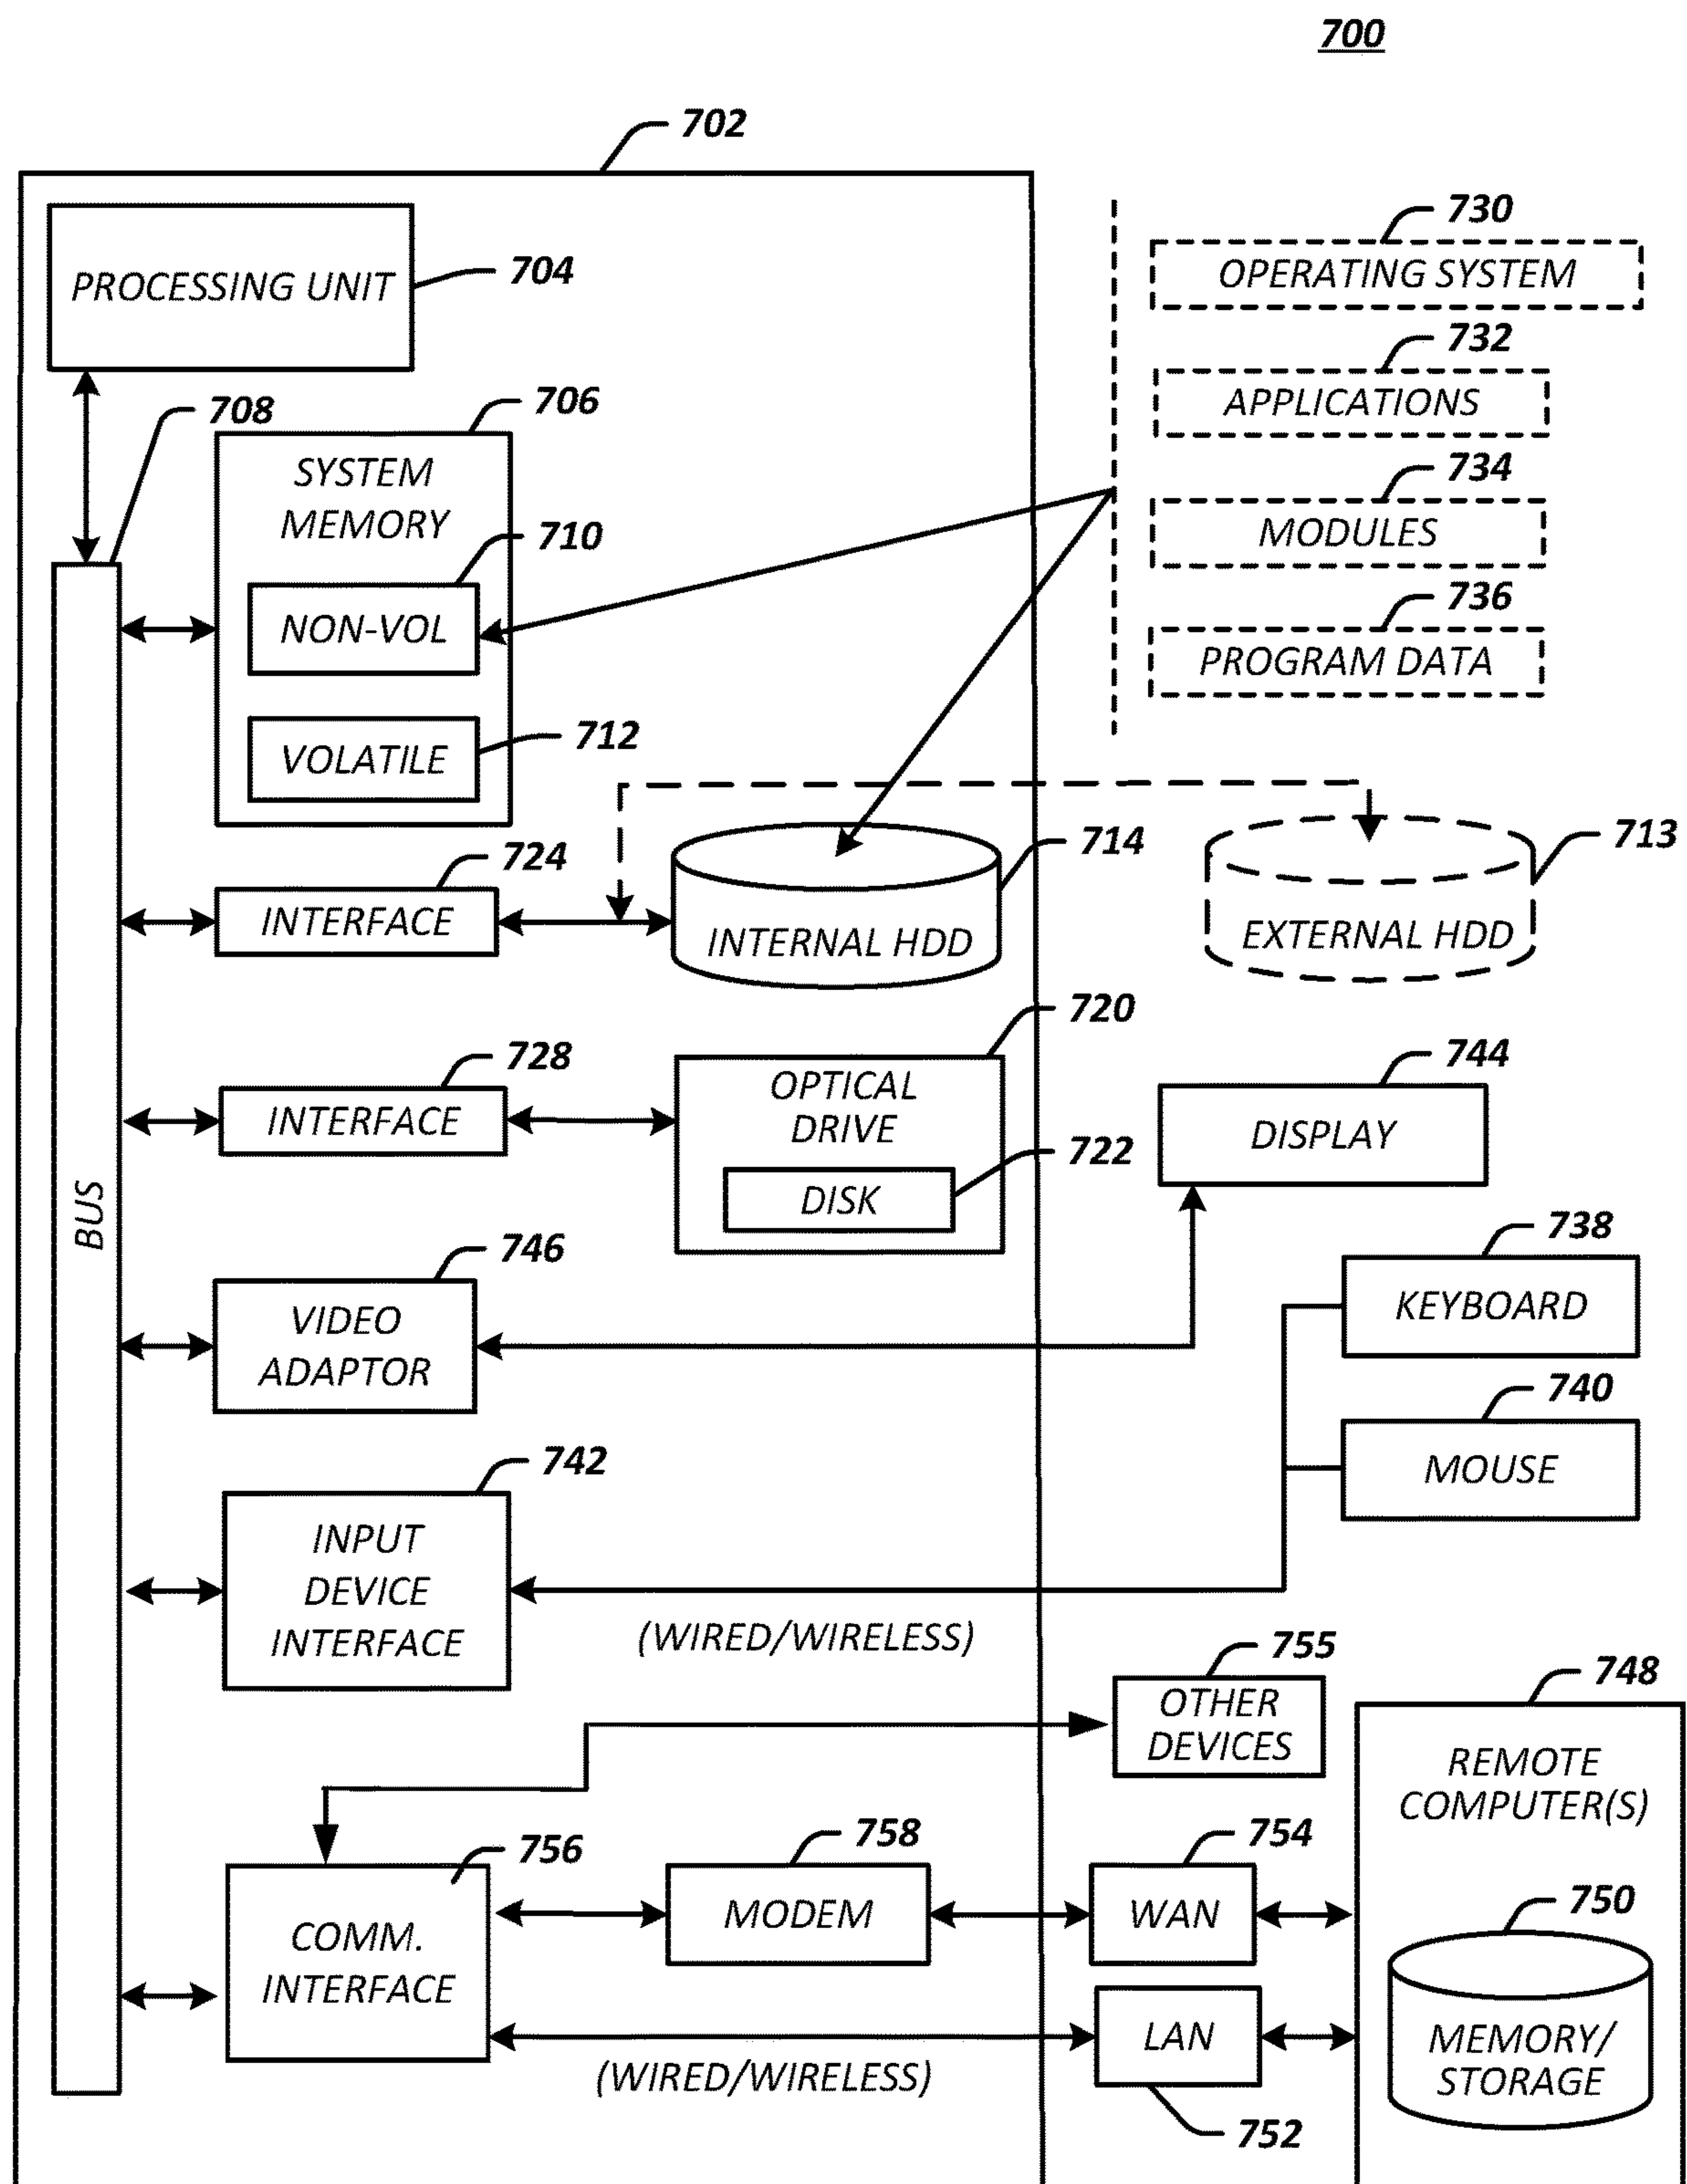 700
702
PROCESSING UNIT
704
730
OPERATING SYSTEM
732
APPLICATIONS
734
MODULES
736
PROGRAM DATA
708
706
SYSTEM
MEMORY
710
NON-VOL
712
VOLATILE
724
INTERFACE
714
INTERNAL HDD
713
EXTERNAL HDD
728
INTERFACE
720
OPTICAL
DRIVE
722
DISK
744
DISPLAY
BUS
746
VIDEO
ADAPTOR
738
KEYBOARD
740
MOUSE
742
INPUT
DEVICE
INTERFACE
(WIRED/WIRELESS)
755
OTHER
DEVICES
748
REMOTE
COMPUTER(S)
756
COMM.
INTERFACE
758
MODEM
754
WAN
750
MEMORY/
STORAGE
LAN
752
(WIRED/WIRELESS)